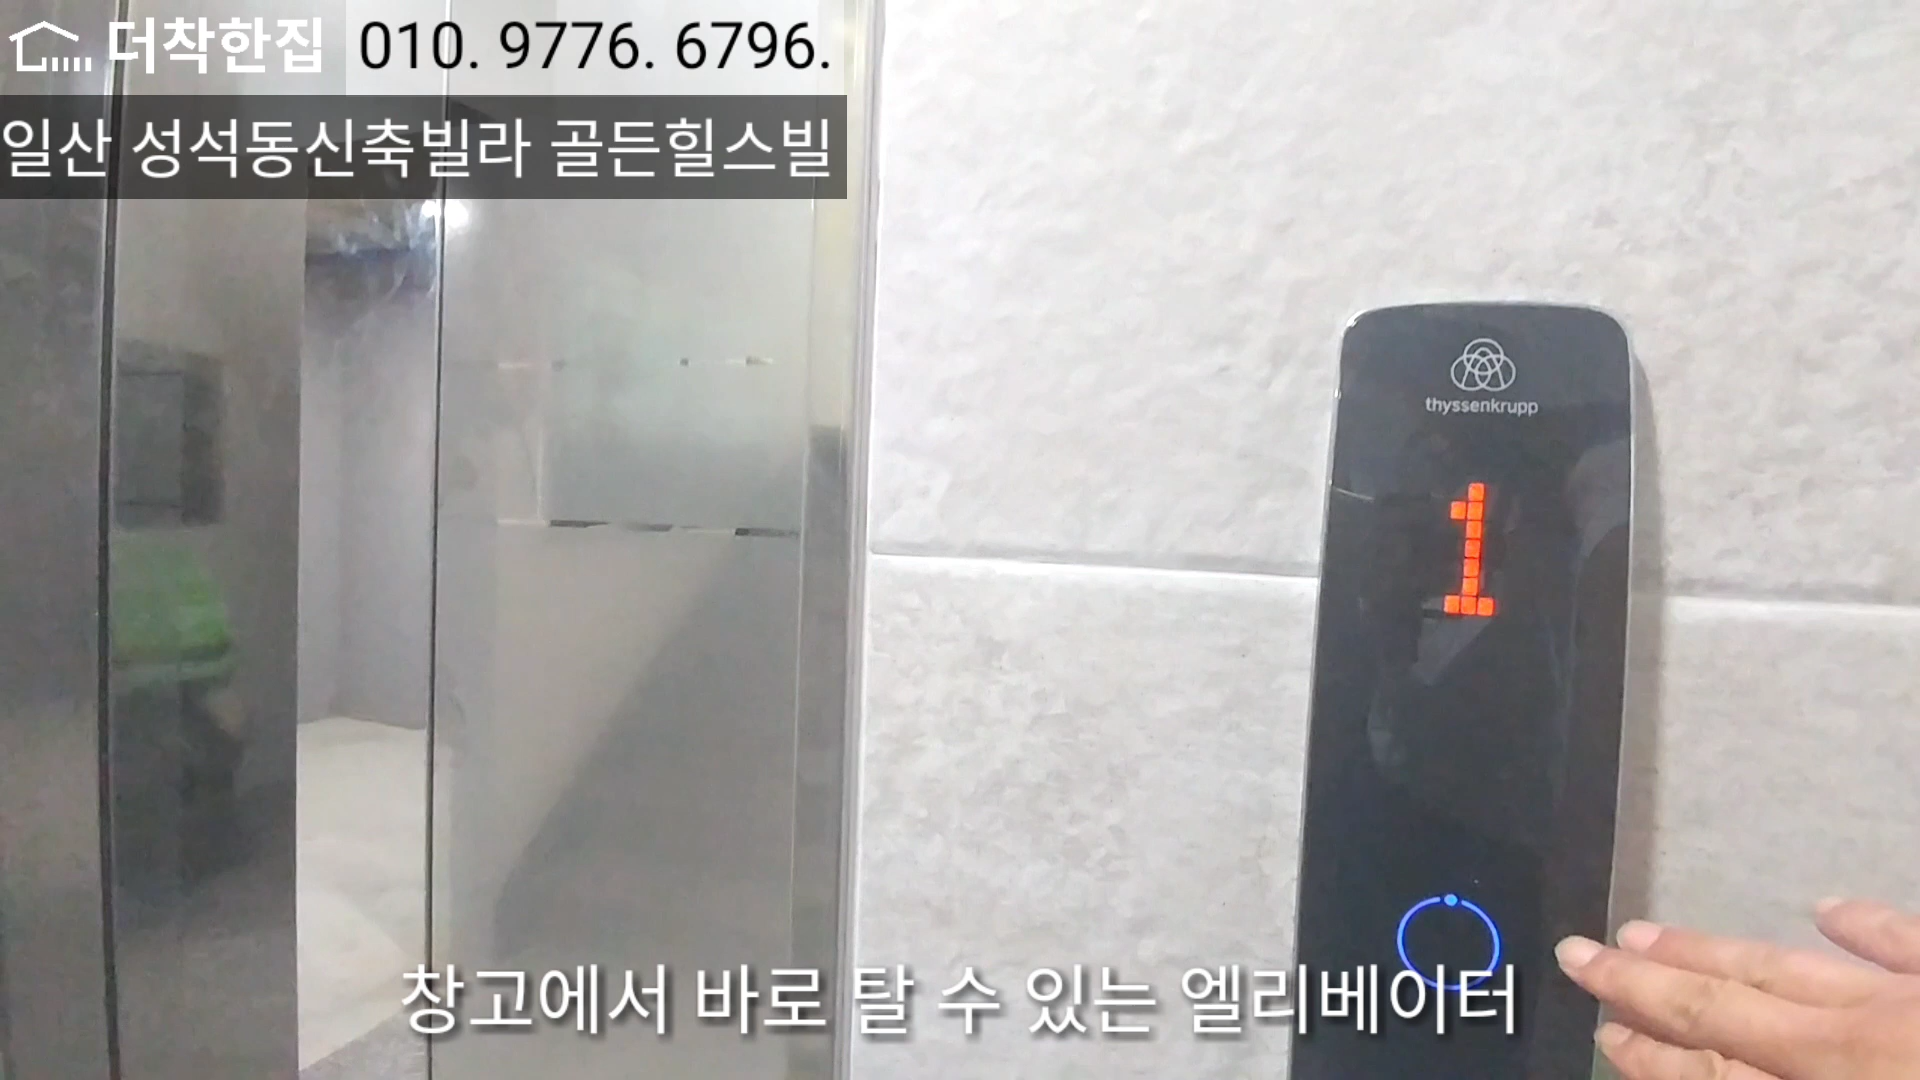 더착한집 010. 9776. 6796.
일산 성석동신축빌라 골든힐스빌
thyssenkrupp
1
창고에서 바로 탈 수 있는 엘리베이터